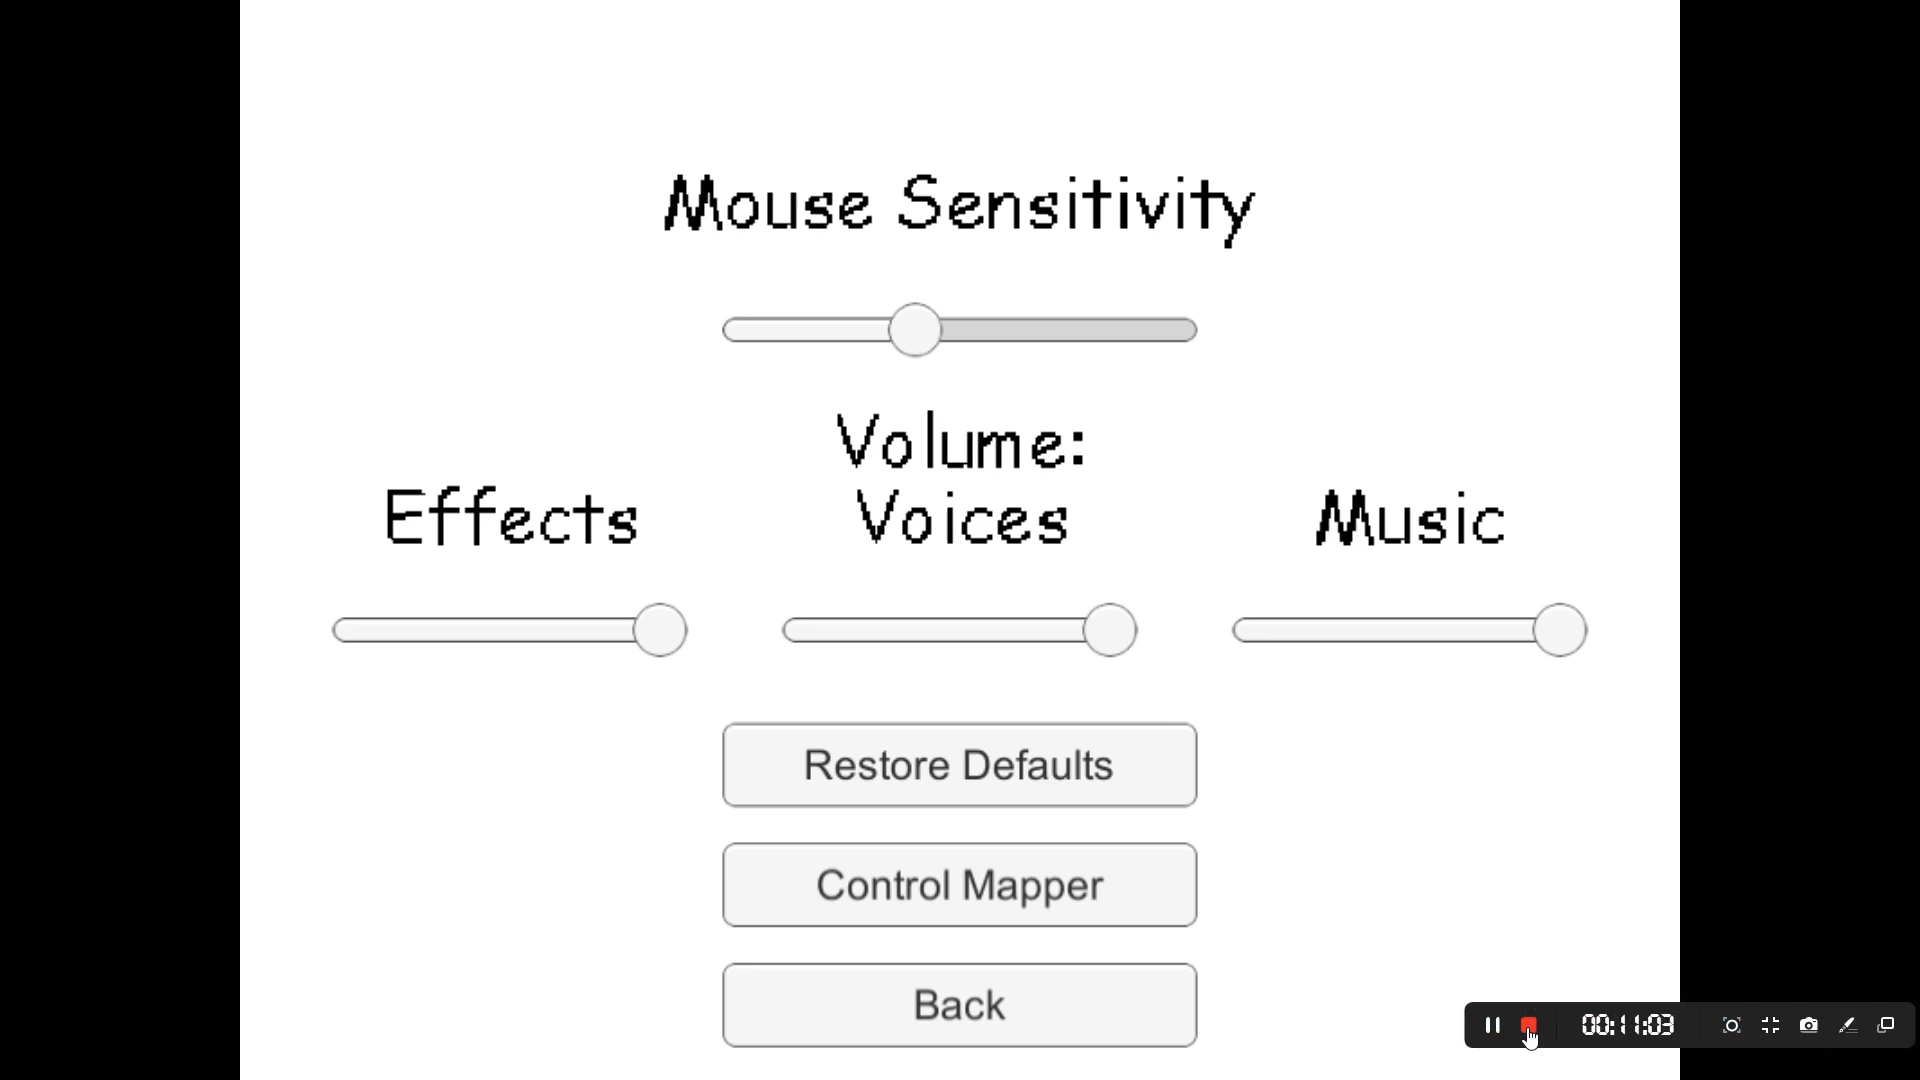 Mouse Sensitivity
Volume:
Effects
Voices
Music
Restore Defaults
Control Mapper
Back
00:11:03